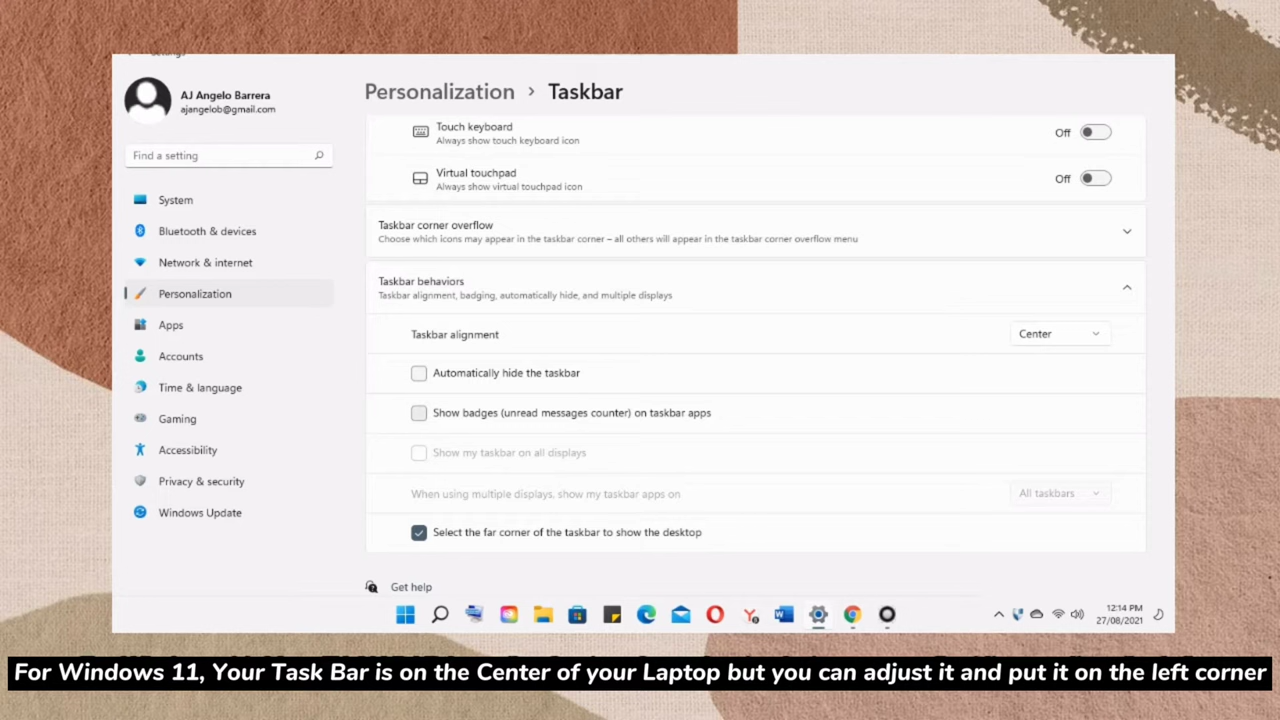 AJ Angelo Barrera
ajangelob@gmail.com
Find a setting
System
Bluetooth & devices
Network & internet
Personalization
Apps
Accounts
Time & language
Gaming
Accessibility
Privacy & security
Windows Update
Personalization › Taskbar
Touch keyboard
Always show touch keyboard icon
Off
Virtual touchpad
Always show virtual touchpad icon
Off
Taskbar corner overflow
Choose which icons may appear in the taskbar corner – all others will appear in the taskbar corner overflow menu
Taskbar behaviors
Taskbar alignment, badging, automatically hide, and multiple displays
Taskbar alignment
Center
Automatically hide the taskbar
Show badges (unread messages counter) on taskbar apps
Show my taskbar on all displays
When using multiple displays, show my taskbar apps on
All taskbars
Select the far corner of the taskbar to show the desktop
Get help
12:14 PM
27/08/2021
For Windows 11, Your Task Bar is on the Center of your Laptop but you can adjust it and put it on the left corner